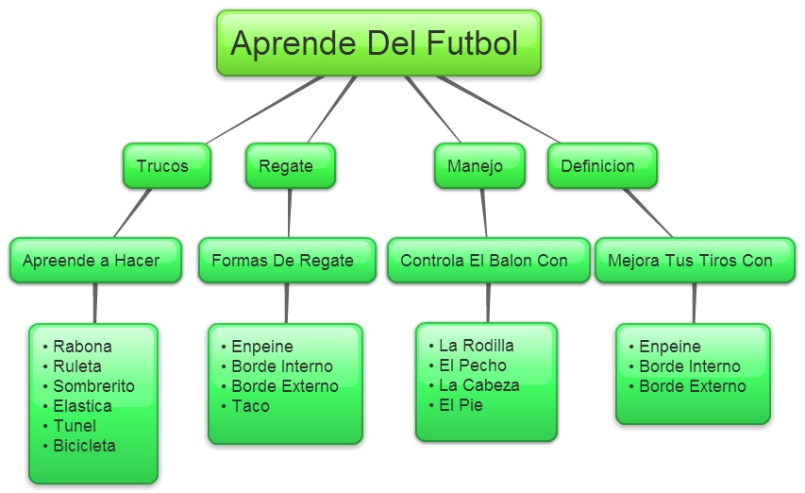 Aprende Del Futbol
Trucos
Regate
Manejo
Definicion
Apreende a Hacer
Formas De Regate
Controla El Balon Con
Mejora Tus Tiros Con
• Rabona
• Ruleta
• Sombrerito
• Elastica
• Tunel
• Bicicleta
• Enpeine
• Borde Interno
• Borde Externo
• Taco
• La Rodilla
• El Pecho
• La Cabeza
• El Pie
• Enpeine
• Borde Interno
• Borde Externo